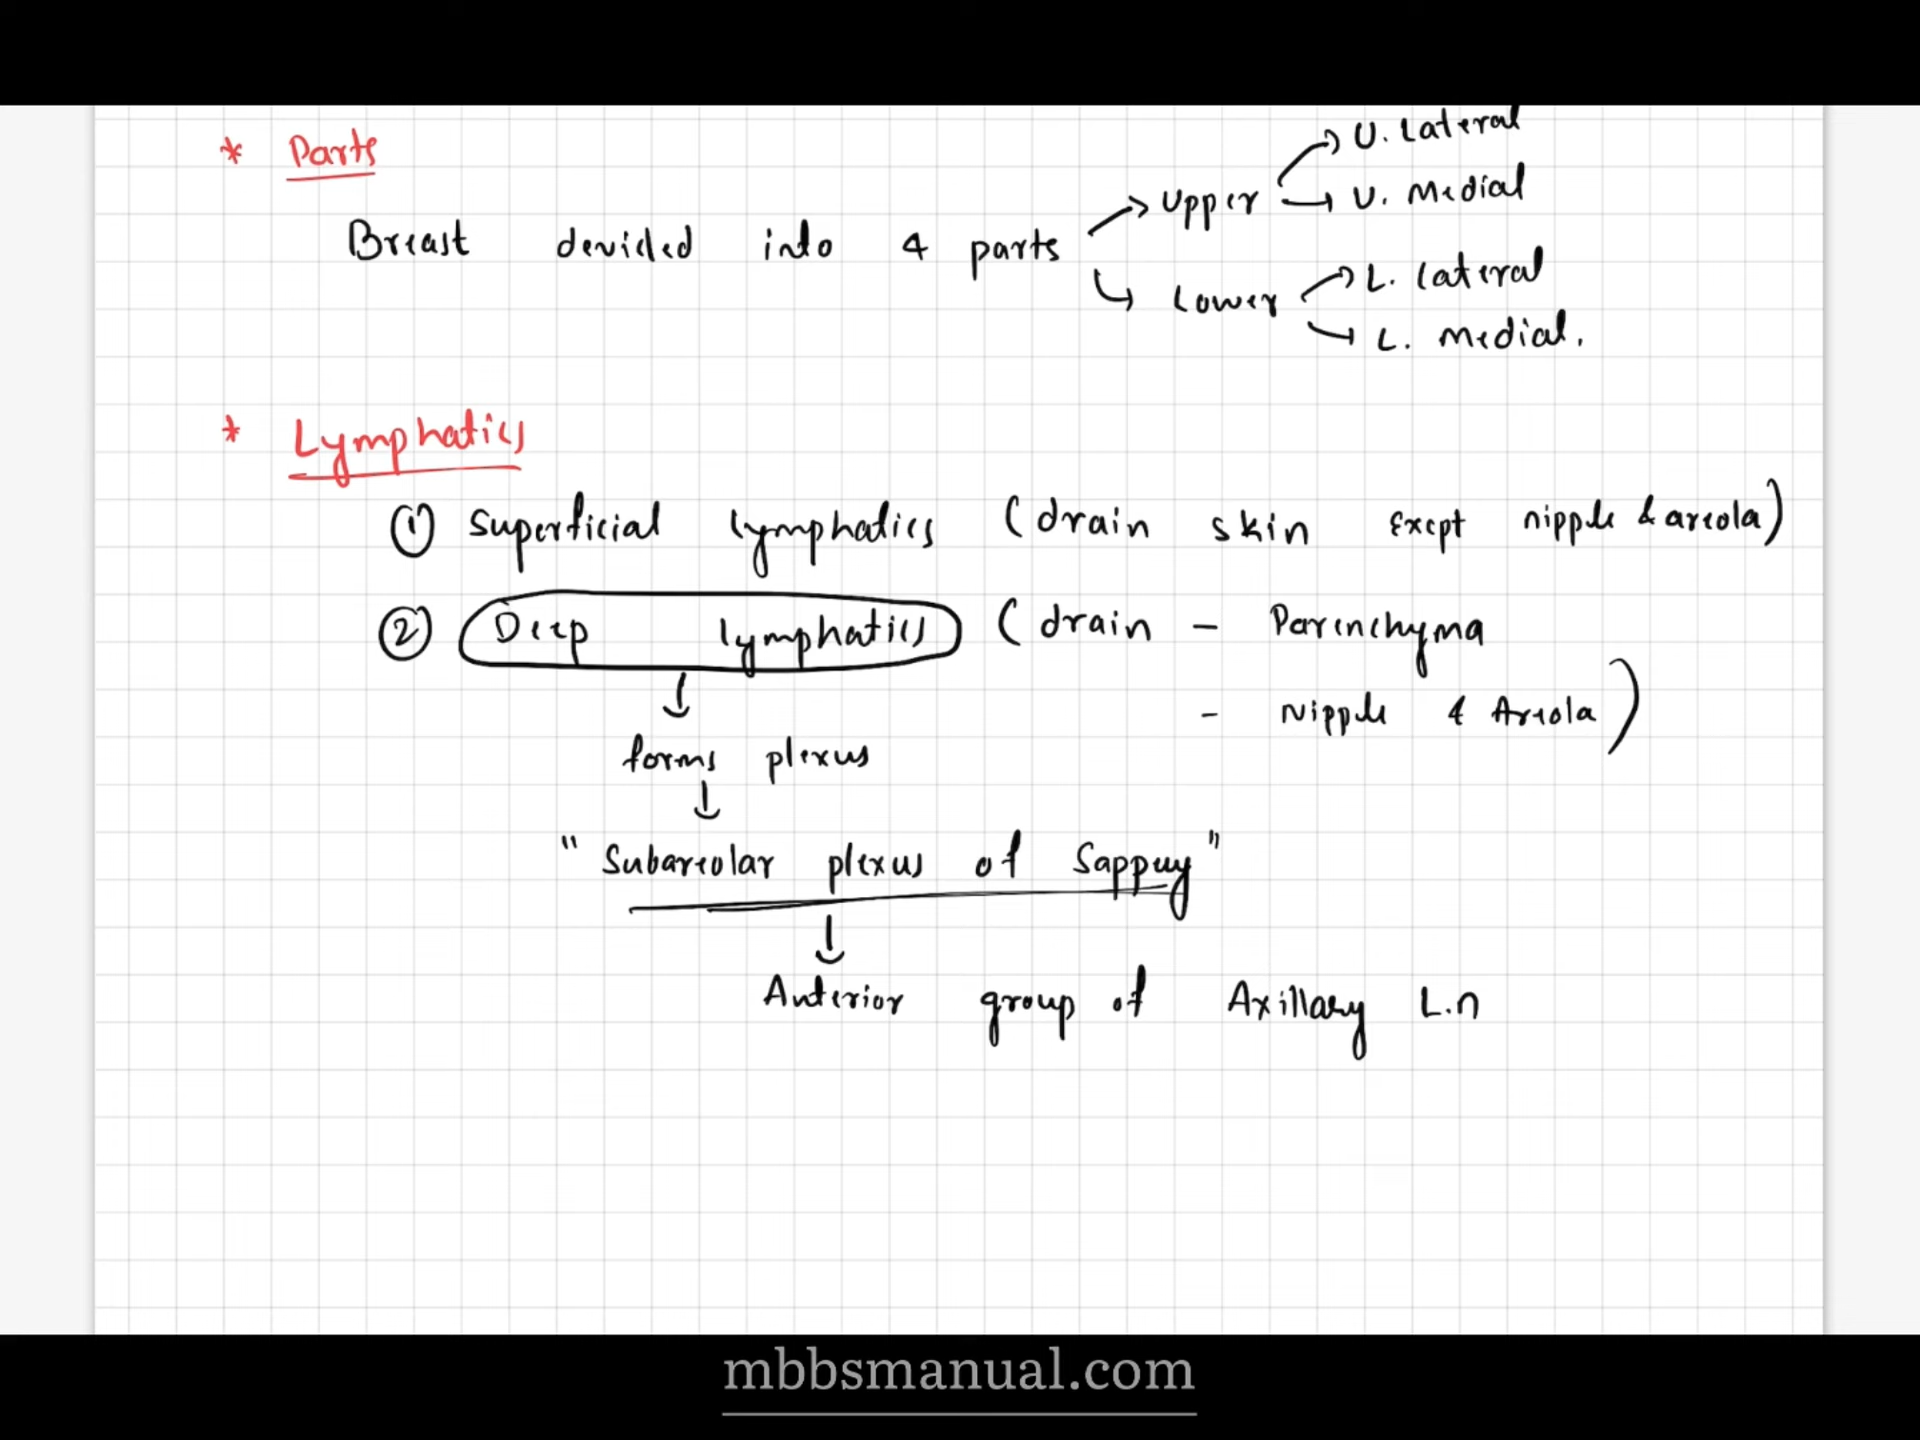 * Parts
Breast devided into 4 parts
Upper
U. Lateral
U. Medial
Lower
L. Lateral
L. Medial.
* Lymphatics
① Superficial lymphatics (drain skin Exept nipple & areola)
② Deep lymphatics (drain - Parenchyma
- Nipple & Areola)
forms plexus
"Subareolar plexus of Sappey"
Anterior group of Axillary L.n
mbbsmanual.com